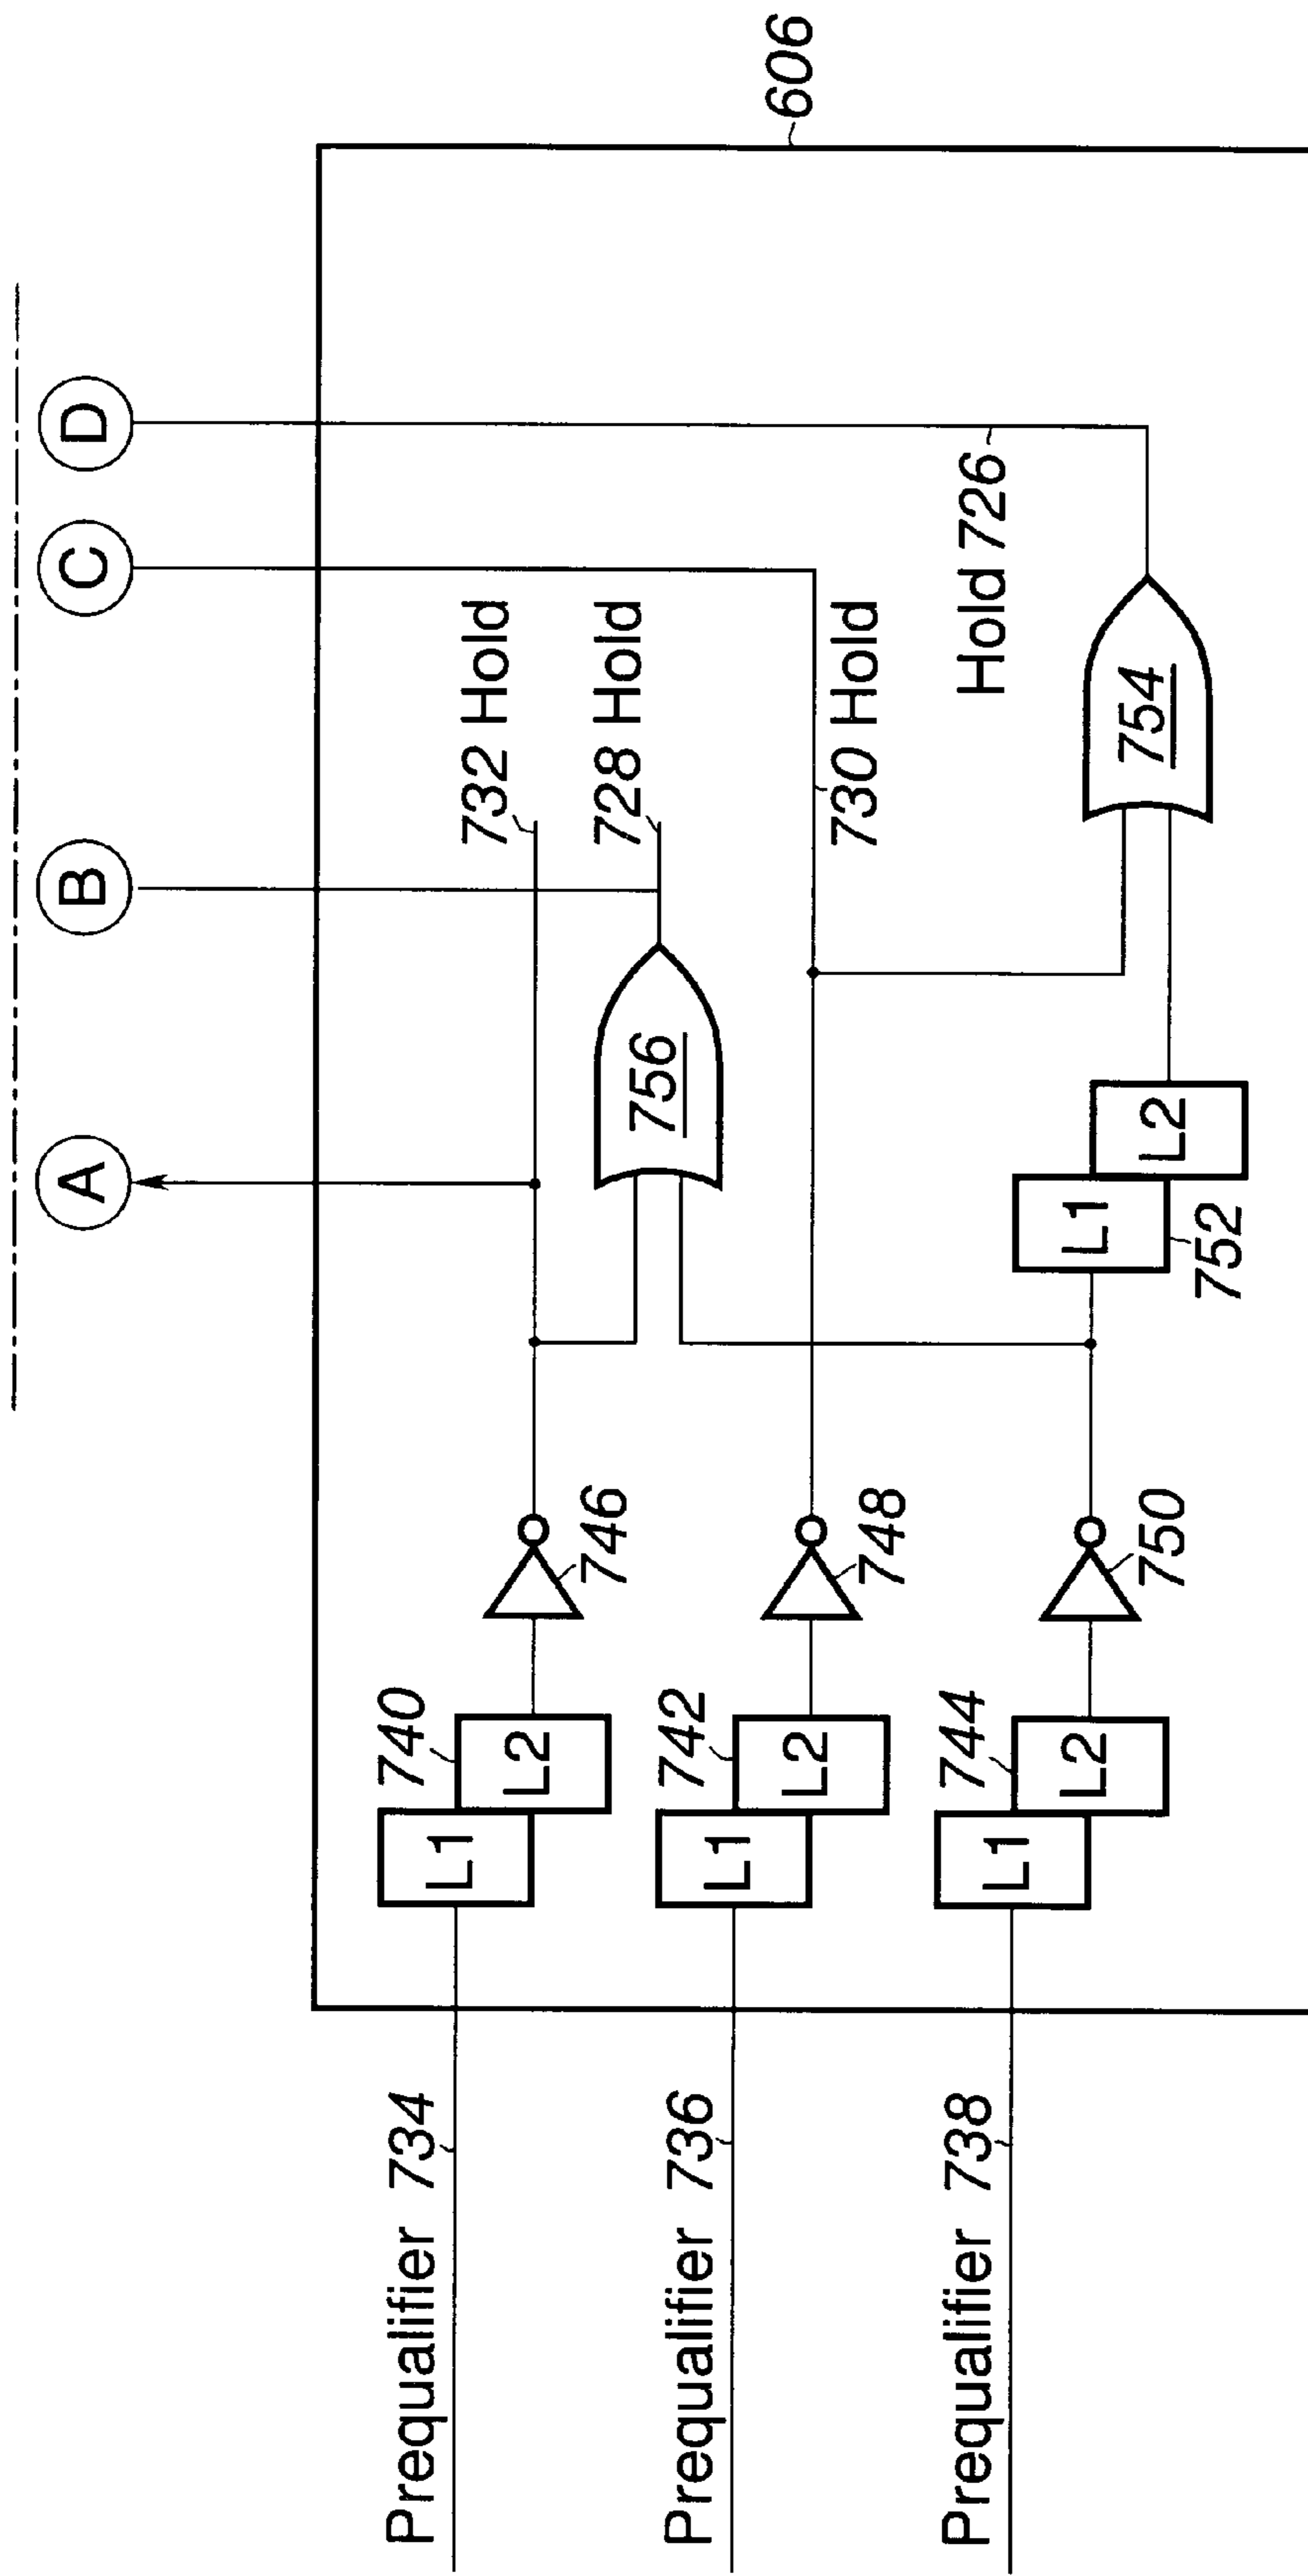 A
B
C
D
606
Prequalifier 734
L1
L2
740
746
732 Hold
756
728 Hold
Prequalifier 736
L1
L2
742
748
730 Hold
Prequalifier 738
L1
L2
744
750
L1
L2
752
754
Hold 726